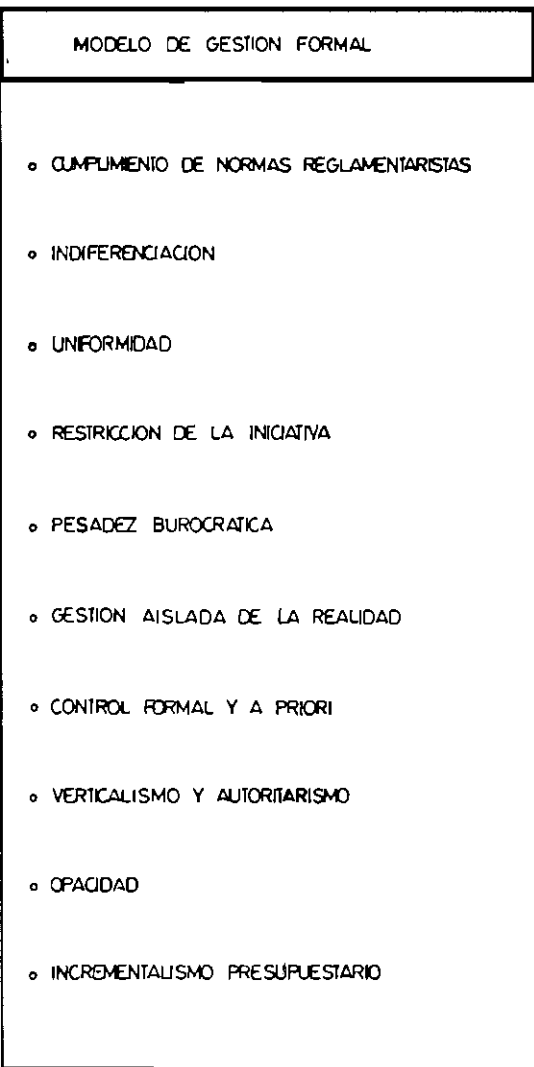 MODELO DE GESTION FORMAL
o CUMPLIMIENTO DE NORMAS REGLAMENTARISTAS
o INDIFERENCIACION
o UNIFORMIDAD
o RESTRICCION DE LA INICIATIVA
o PESADEZ BUROCRATICA
o GESTION AISLADA DE LA REALIDAD
o CONTROL FORMAL Y A PRIORI
o VERTICALISMO Y AUTORITARISMO
o OPACIDAD
o INCREMENTALISMO PRESUPUESTARIO